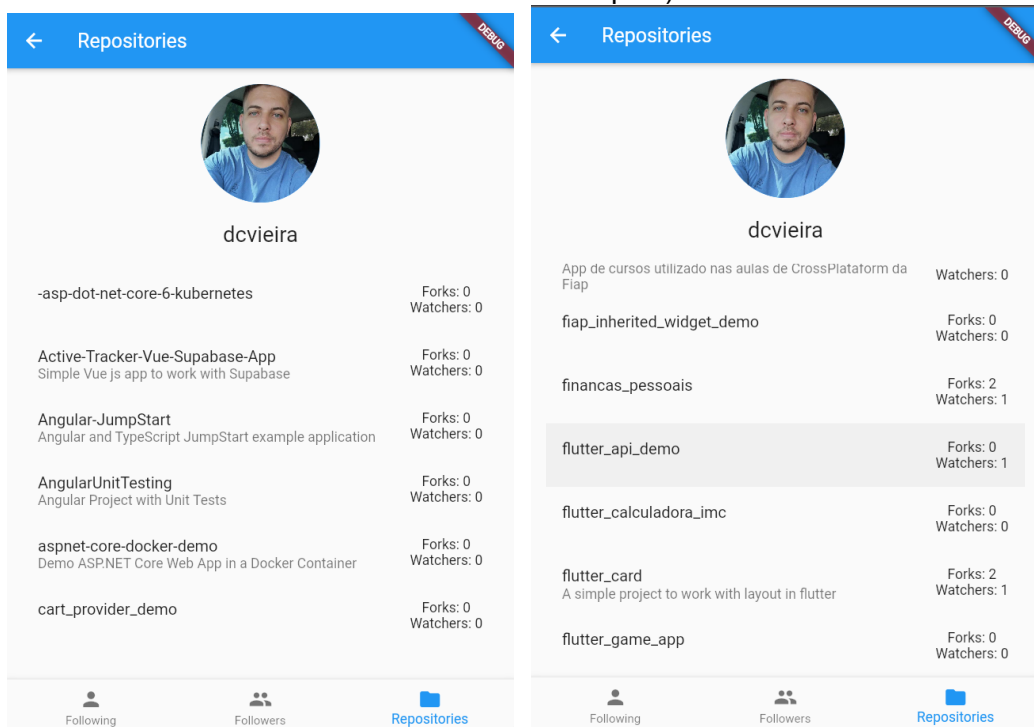 Repositories
DEBUG
dcvieira
-asp-dot-net-core-6-kubernetes
Forks: 0
Watchers: 0
Active-Tracker-Vue-Supabase-App
Simple Vue js app to work with Supabase
Forks: 0
Watchers: 0
Angular-JumpStart
Angular and TypeScript JumpStart example application
Forks: 0
Watchers: 0
AngularUnitTesting
Angular Project with Unit Tests
Forks: 0
Watchers: 0
aspnet-core-docker-demo
Demo ASP.NET Core Web App in a Docker Container
Forks: 0
Watchers: 0
cart_provider_demo
Forks: 0
Watchers: 0
Following
Followers
Repositories
Repositories
DEBUG
dcvieira
App de cursos utilizado nas aulas de CrossPlataform da
Fiap
Watchers: 0
fiap_inherited_widget_demo
Forks: 0
Watchers: 0
financas_pessoais
Forks: 2
Watchers: 1
flutter_api_demo
Forks: 0
Watchers: 1
flutter_calculadora_imc
Forks: 0
Watchers: 0
flutter_card
A simple project to work with layout in flutter
Forks: 2
Watchers: 1
flutter_game_app
Forks: 0
Watchers: 0
Following
Followers
Repositories